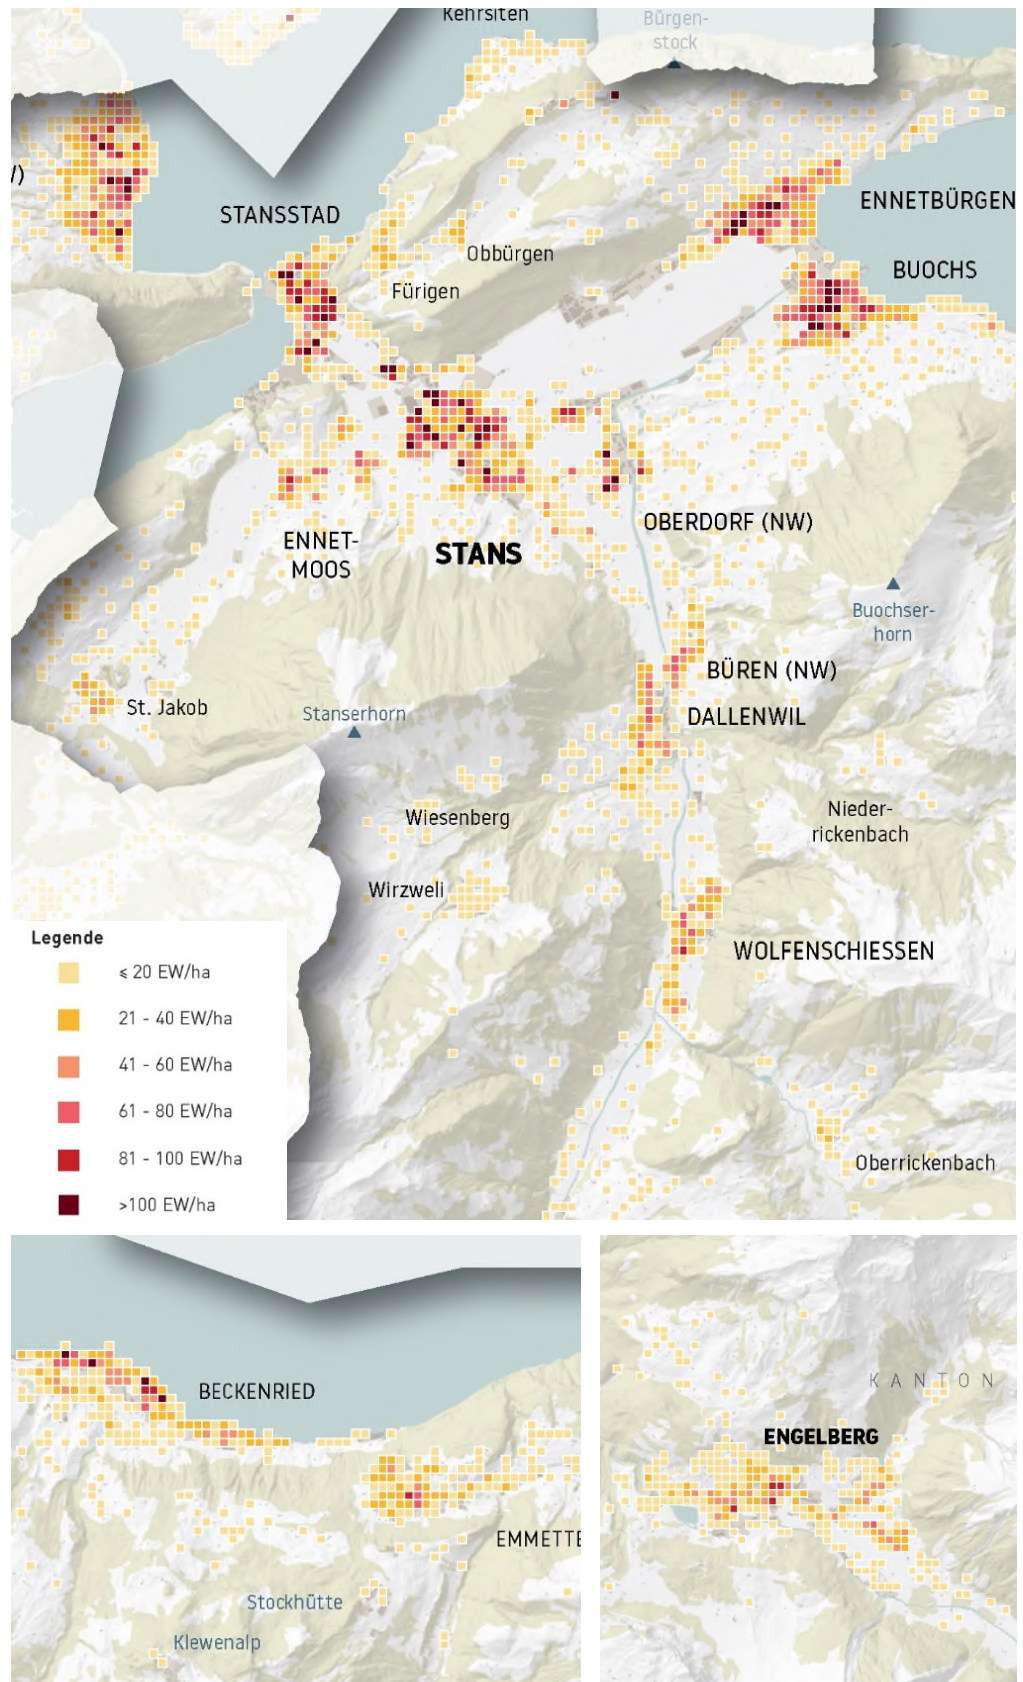 Kehrsiten
Bürgen-
stock
/)
STANSSTAD
ENNETBÜRGEN
Obbürgen
BUOCHS
Fürigen
OBERDORF (NW)
ENNET-
MOOS
STANS
Buochser-
horn
BÜREN (NW)
St. Jakob
Stanserhorn
DALLENWIL
Wiesenberg
Nieder-
rickenbach
Wirzweli
WOLFENSCHIESSEN
Legende
≤ 20 EW/ha
21 - 40 EW/ha
41 - 60 EW/ha
61 - 80 EW/ha
81 - 100 EW/ha
>100 EW/ha
Oberrickenbach
BECKENRIED
EMMETTE
Stockhütte
Klewenalp
KANTON
ENGELBERG